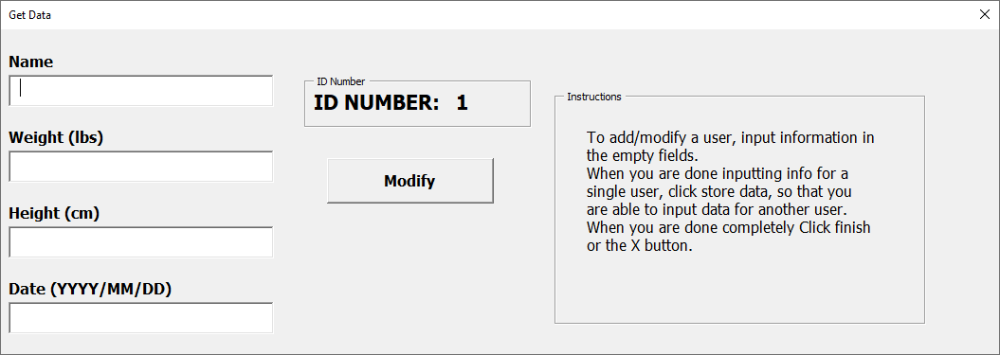 Get Data
Name
Weight (lbs)
Height (cm)
Date (YYYY/MM/DD)
ID Number
ID NUMBER: 1
Modify
Instructions
To add/modify a user, input information in
the empty fields.
When you are done inputting info for a
single user, click store data, so that you
are able to input data for another user.
When you are done completely Click finish
or the X button.